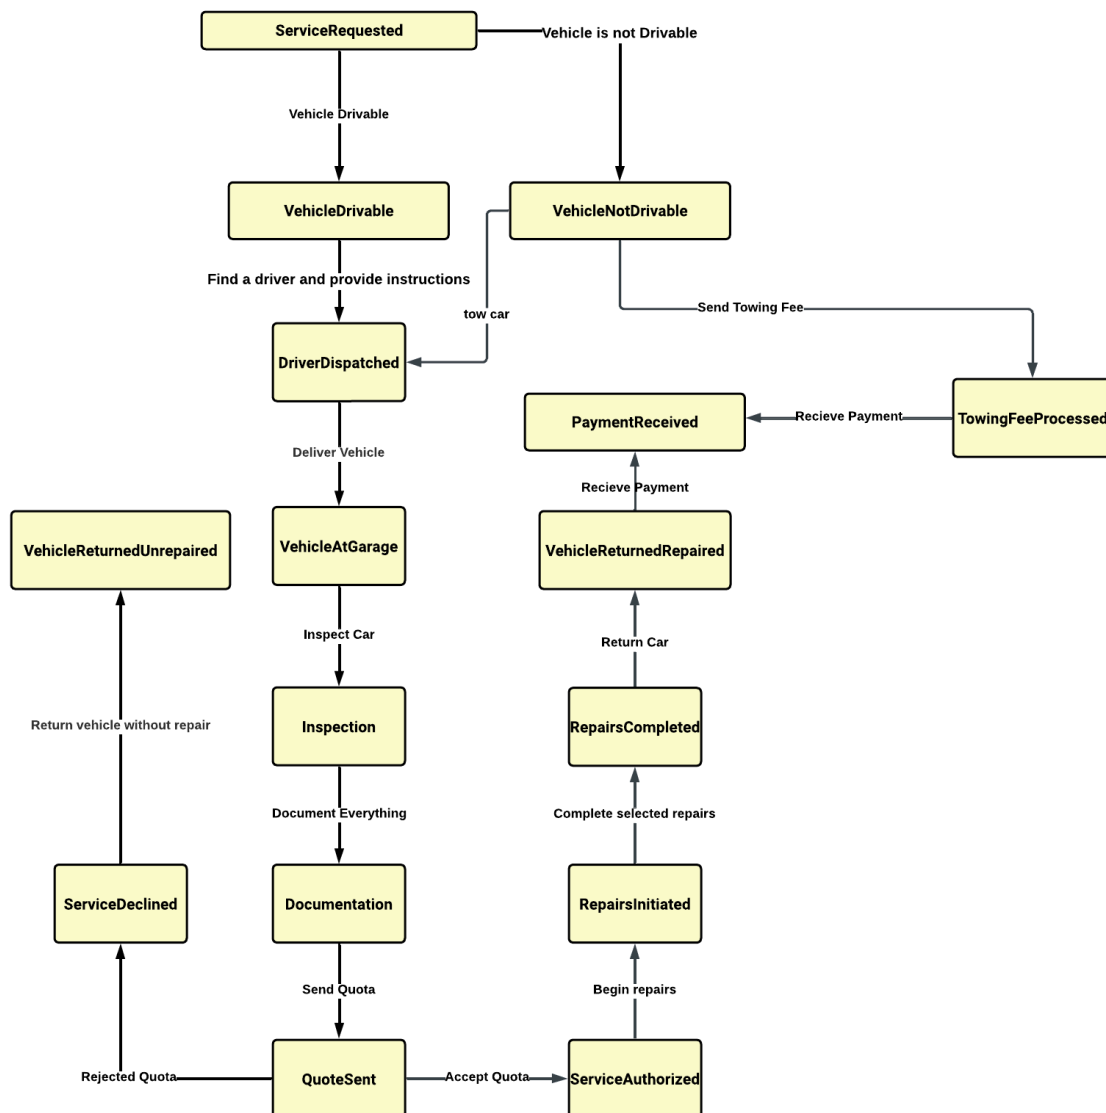 ServiceRequested
Vehicle is not Drivable
Vehicle Drivable
VehicleDrivable
VehicleNotDrivable
Find a driver and provide instructions
tow car
Send Towing Fee
DriverDispatched
PaymentReceived
Recieve Payment
TowingFeeProcessed
Deliver Vehicle
Recieve Payment
VehicleReturnedUnrepaired
VehicleAtGarage
VehicleReturnedRepaired
Inspect Car
Return Car
Return vehicle without repair
Inspection
RepairsCompleted
Document Everything
Complete selected repairs
ServiceDeclined
Documentation
RepairsInitiated
Send Quota
Begin repairs
Rejected Quota
QuoteSent
Accept Quota
ServiceAuthorized